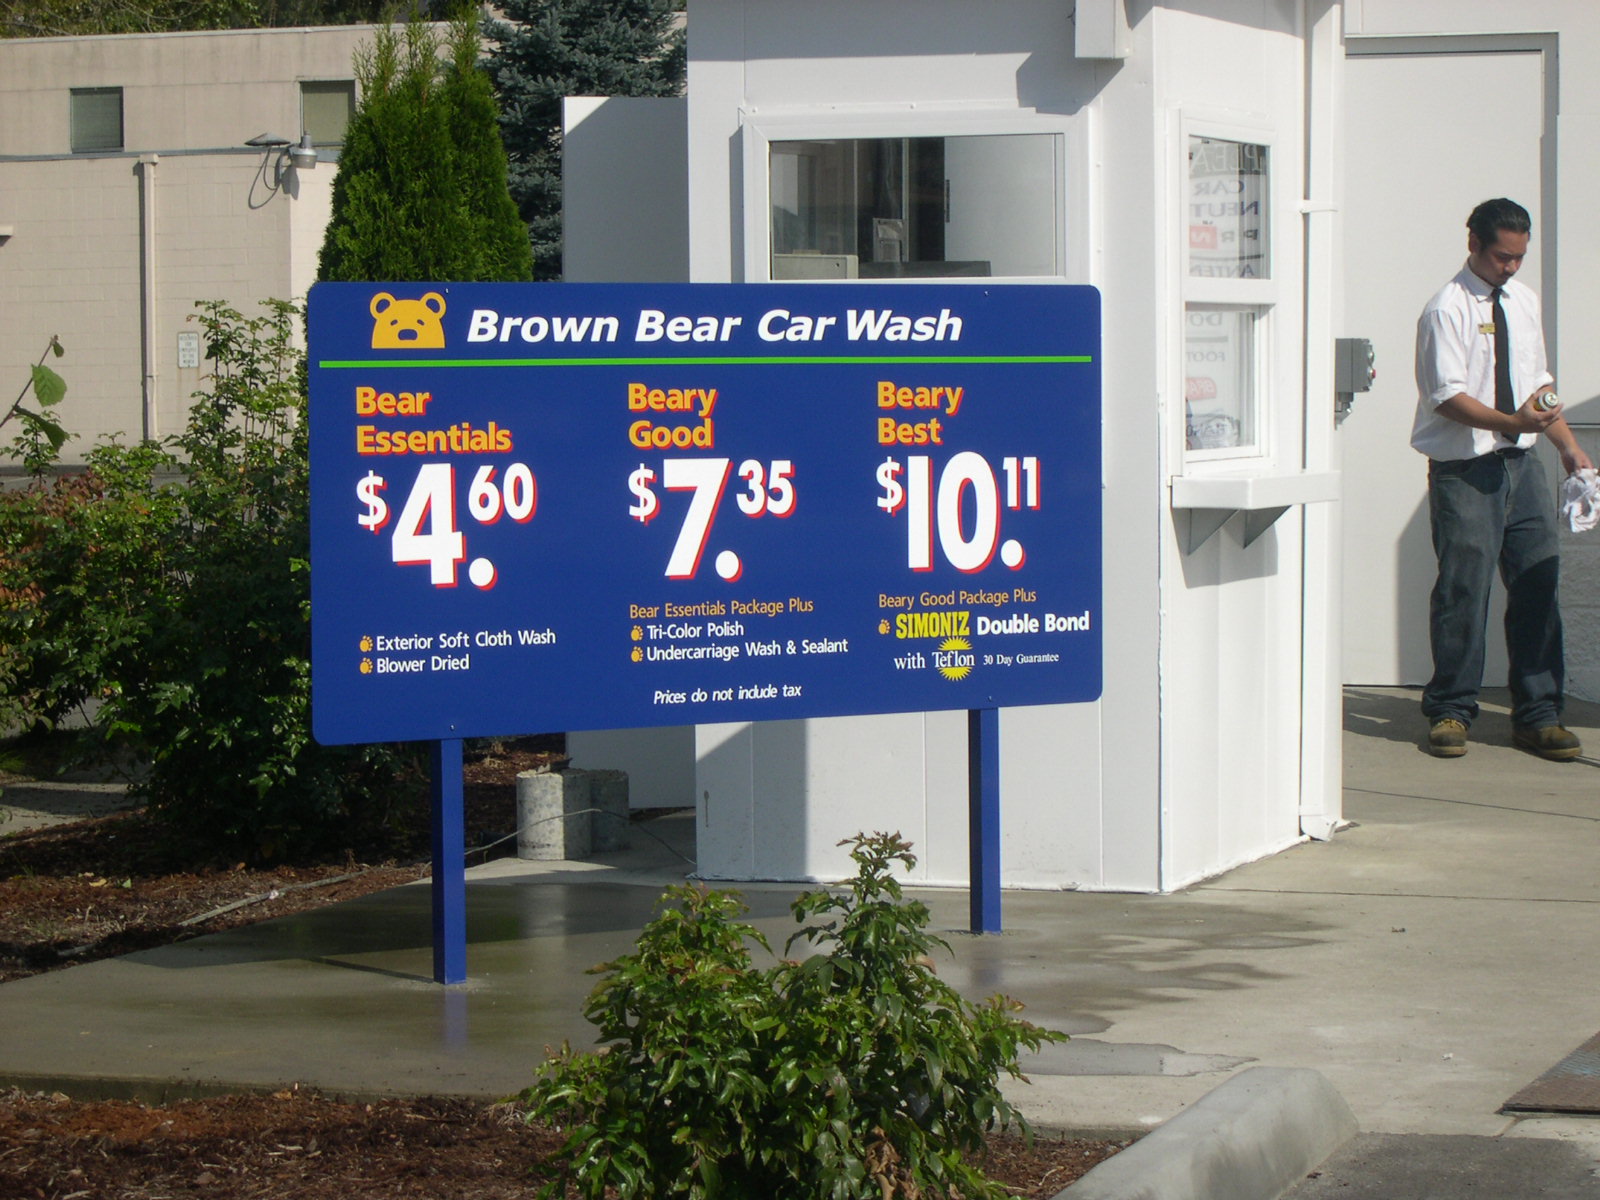 Brown Bear Car Wash
Bear
Essentials
$4.60
Exterior Soft Cloth Wash
Blower Dried
Beary
Good
$7.35
Bear Essentials Package Plus
Tri-Color Polish
Undercarriage Wash & Sealant
Beary
Best
$10.11
Beary Good Package Plus
SIMONIZ Double Bond
with Teflon 30 Day Guarantee
Prices do not include tax
CAR